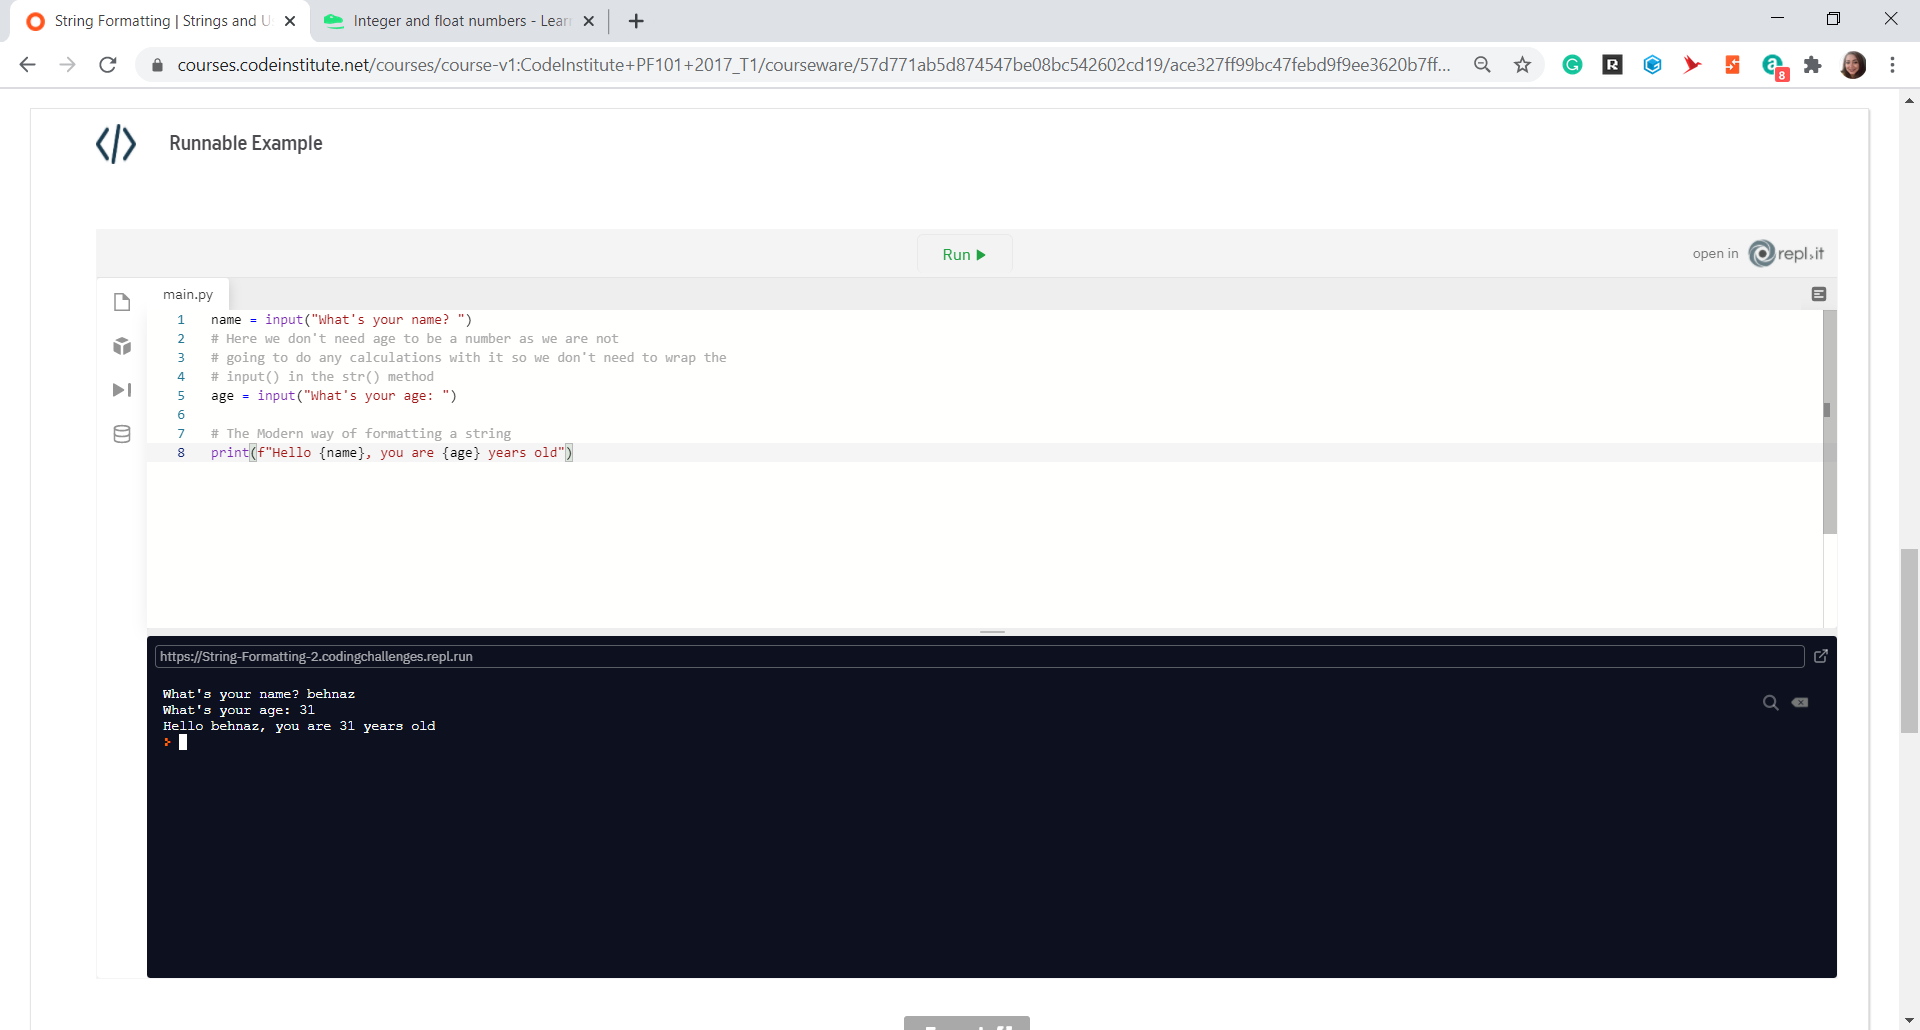 String Formatting | Strings and U
Integer and float numbers - Lear
courses.codeinstitute.net/courses/course-v1:CodeInstitute+PF101+2017_T1/courseware/57d771ab5d874547be08bc542602cd19/ace327ff99bc47febd9f9ee3620b7ff...
8
Runnable Example
Run
open in repl.it
main.py
1 name = input("What's your name? ")
2 # Here we don't need age to be a number as we are not
3 # going to do any calculations with it so we don't need to wrap the
4 # input() in the str() method
5 age = input("What's your age: ")
6
7 # The Modern way of formatting a string
8 print(f"Hello {name}, you are {age} years old")
https://String-Formatting-2.codingchallenges.repl.run
What's your name? behnaz
What's your age: 31
Hello behnaz, you are 31 years old